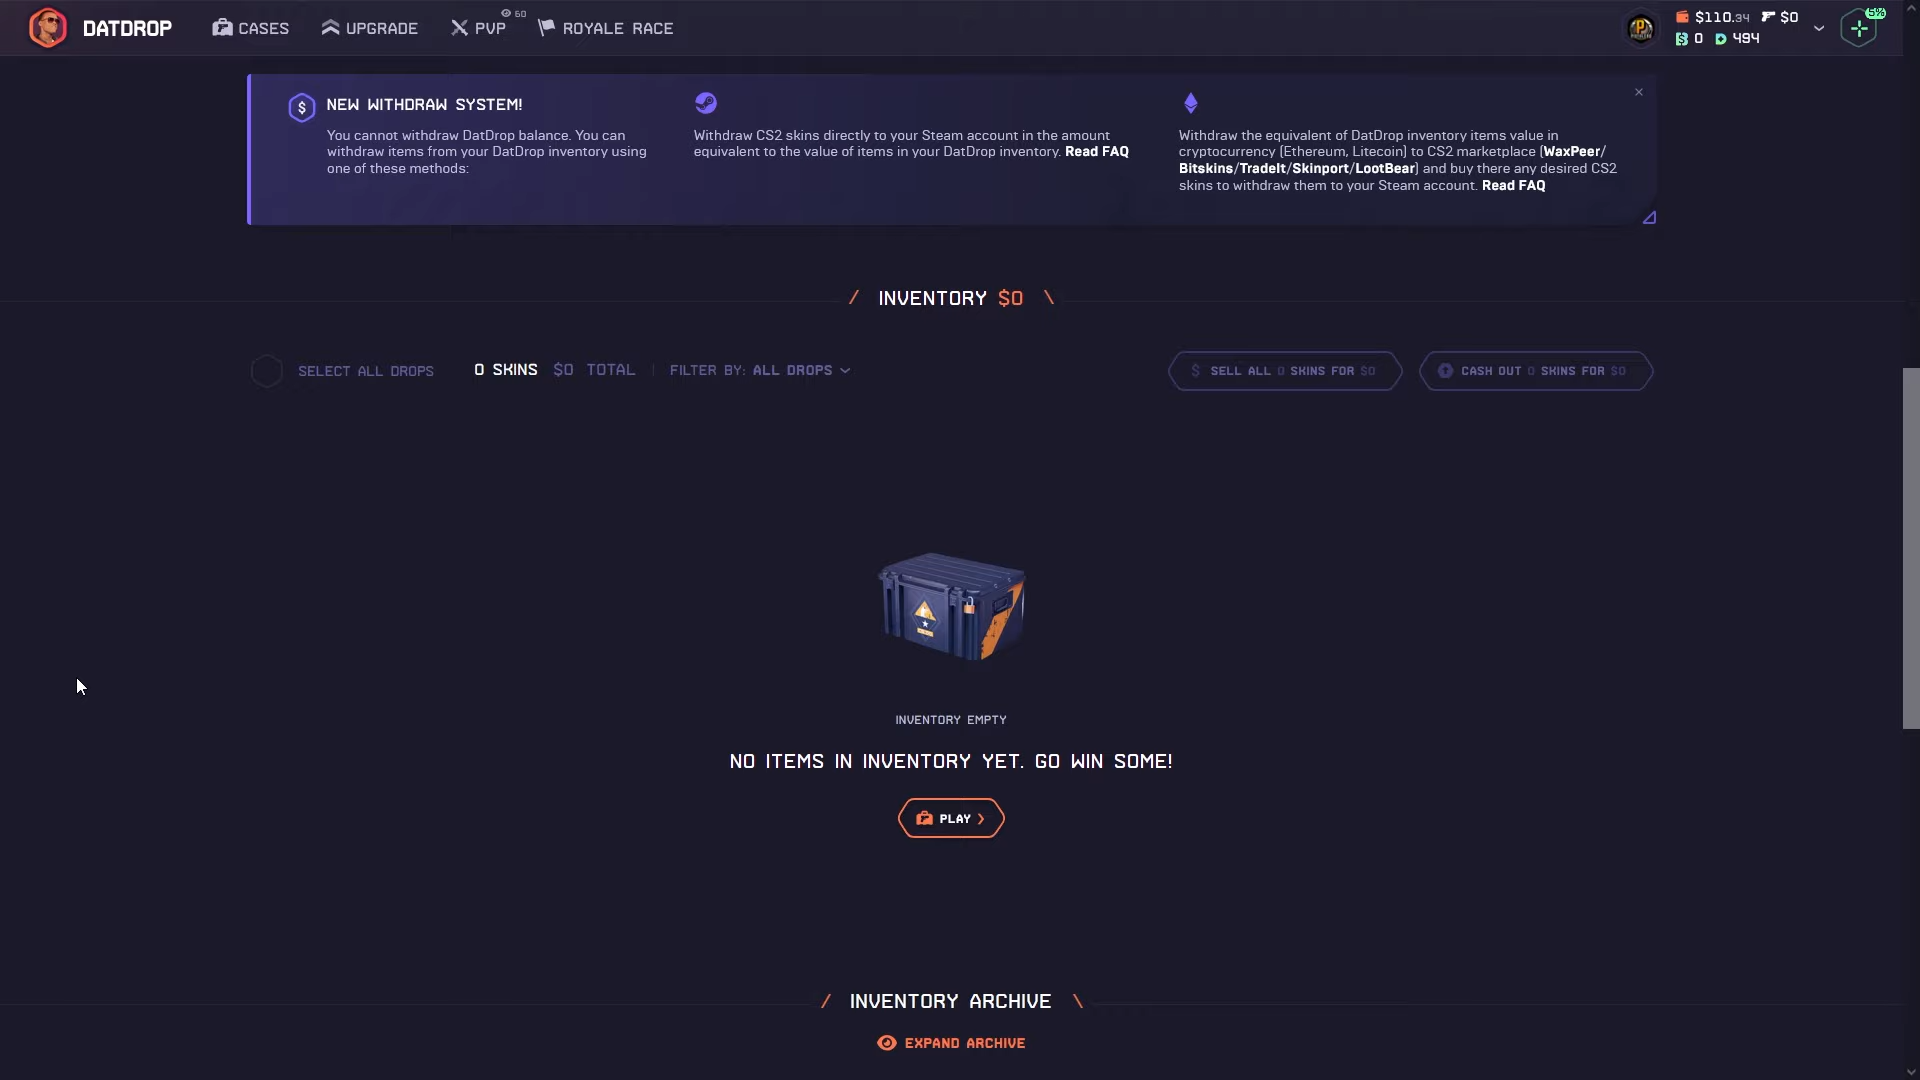 DATDROP
CASES
UPGRADE
PVP
60
ROYALE RACE
$110.34
$0
0
494
5%
NEW WITHDRAW SYSTEM!
You cannot withdraw DatDrop balance. You can
withdraw items from your DatDrop inventory using
one of these methods:
Withdraw CS2 skins directly to your Steam account in the amount
equivalent to the value of items in your DatDrop inventory. Read FAQ
Withdraw the equivalent of DatDrop inventory items value in
cryptocurrency (Ethereum, Litecoin) to CS2 marketplace (WaxPeer/
Bitskins/TradeIt/Skinport/LootBear) and buy there any desired CS2
skins to withdraw them to your Steam account. Read FAQ
/ INVENTORY $0 \
SELECT ALL DROPS
0 SKINS $0 TOTAL
FILTER BY: ALL DROPS
$ SELL ALL 0 SKINS FOR $0
CASH OUT 0 SKINS FOR $0
INVENTORY EMPTY
NO ITEMS IN INVENTORY YET. GO WIN SOME!
PLAY >
/ INVENTORY ARCHIVE \
EXPAND ARCHIVE